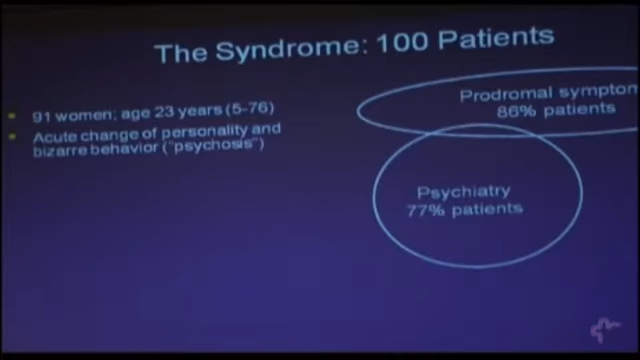 The Syndrome: 100 Patients
91 women; age 23 years (5-76)
Acute change of personality and
bizarre behavior ("psychosis")
Prodromal symptom
86% patients
Psychiatry
77% patients